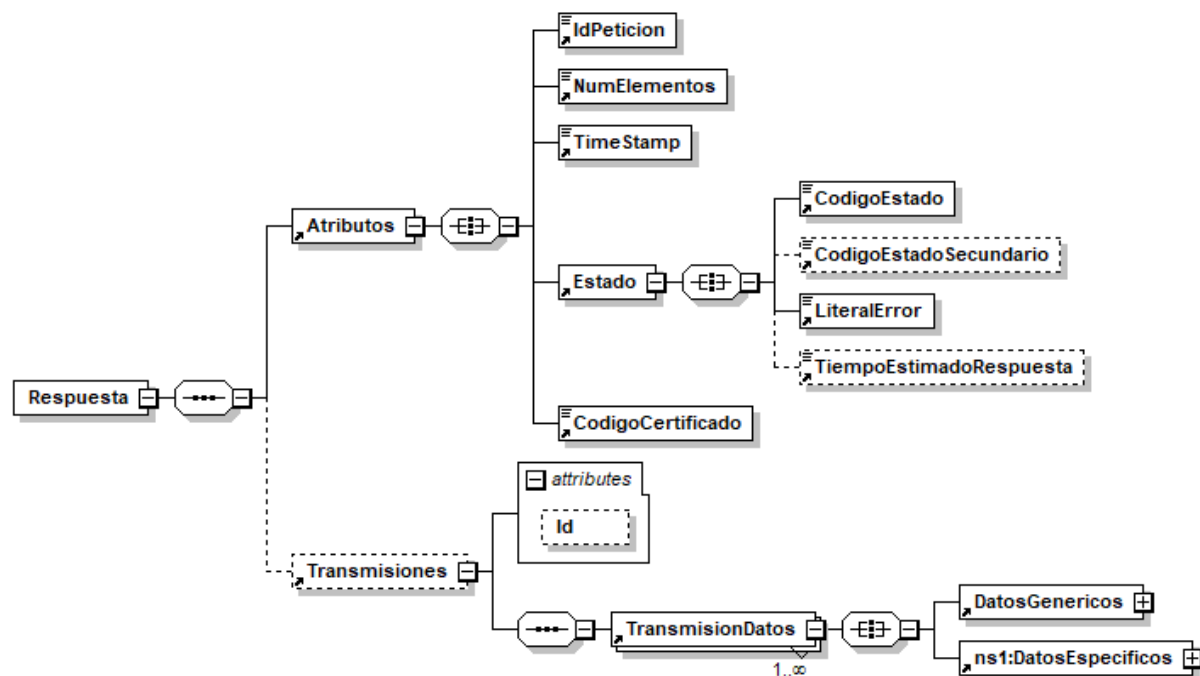 IdPeticion
NumElementos
TimeStamp
CodigoEstado
Atributos
CodigoEstadoSecundario
Estado
LiteralError
TiempoEstimadoRespuesta
Respuesta
CodigoCertificado
attributes
Id
Transmisiones
DatosGenericos
TransmisionDatos
ns1:DatosEspecificos
1..∞